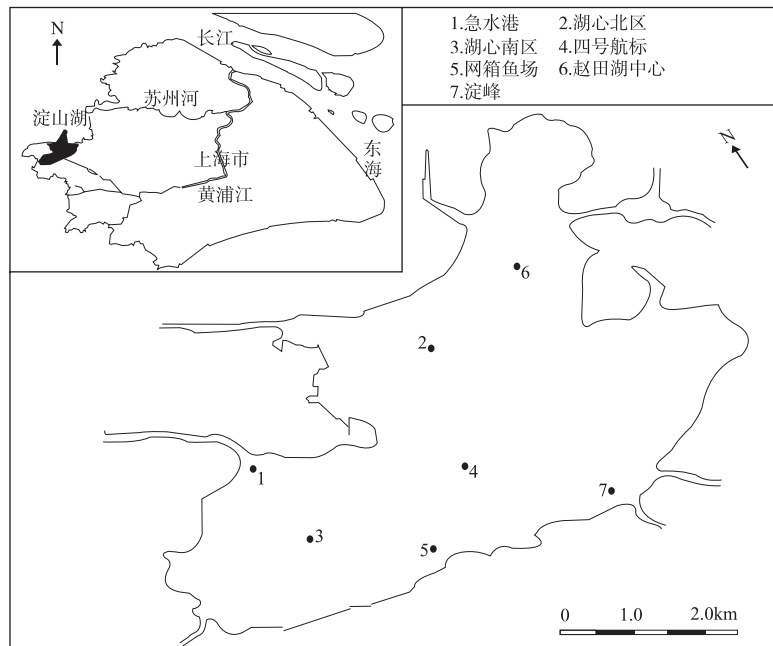 N
长江
苏州河
淀山湖
上海市
黄浦江
东海
1.急水港 2.湖心北区
3.湖心南区 4.四号航标
5.网箱鱼场 6.赵田湖中心
7.淀峰
N
6
2
1
4
7
3
5
0 1.0 2.0km